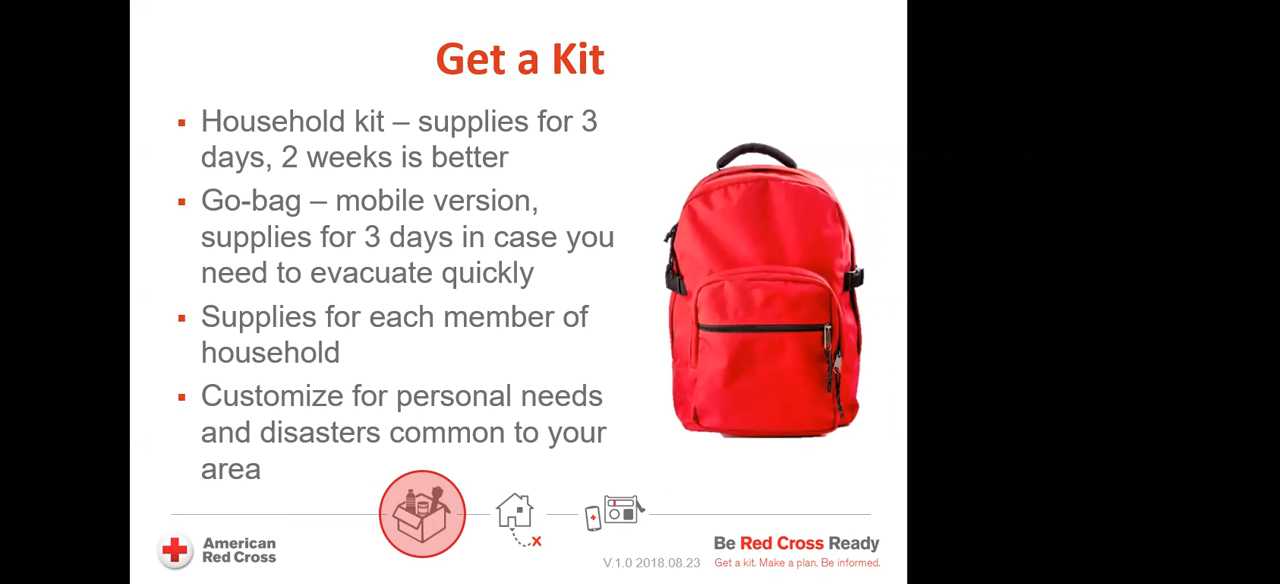 Get a Kit
▪ Household kit – supplies for 3
days, 2 weeks is better
▪ Go-bag – mobile version,
supplies for 3 days in case you
need to evacuate quickly
▪ Supplies for each member of
household
▪ Customize for personal needs
and disasters common to your
area
American
Red Cross
V.1.0 2018.08.23
Be Red Cross Ready
Get a kit. Make a plan. Be informed.